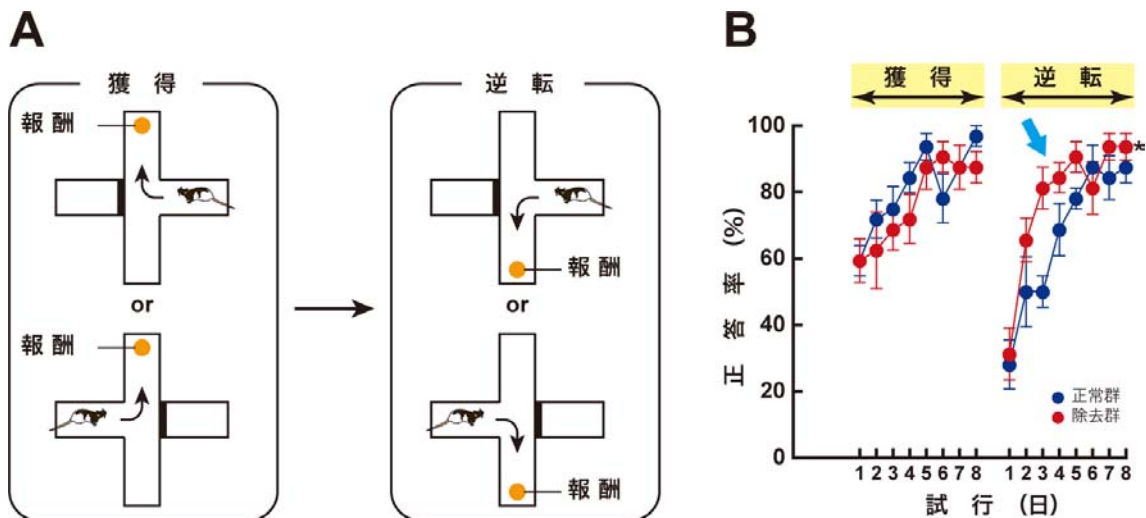 A
獲 得
報 酬
or
報 酬
逆 転
報 酬
or
報 酬
B
獲 得
逆 転
正 答 率 (%)
100
80
60
40
20
0
*
正常群
除去群
1 2 3 4 5 6 7 8
1 2 3 4 5 6 7 8
試 行 (日)